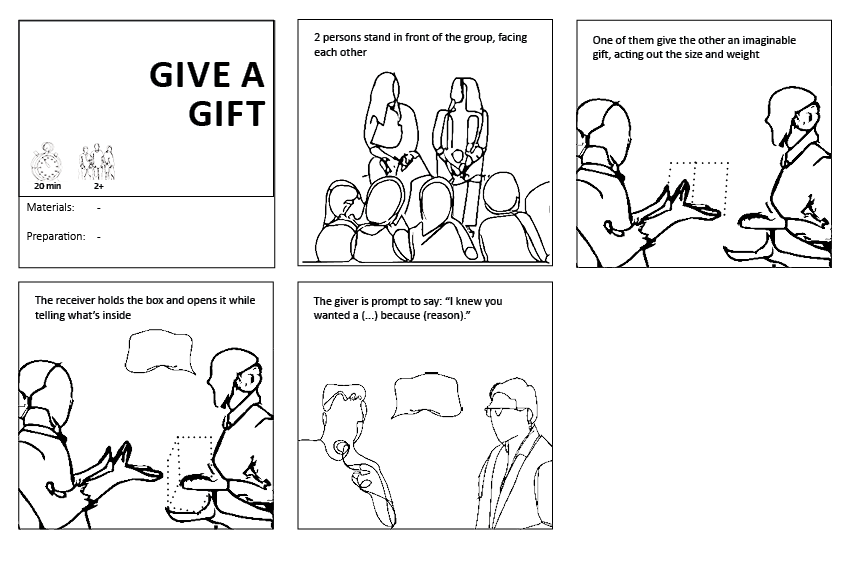 GIVE A
GIFT
20 min
2+
Materials: -
Preparation: -
2 persons stand in front of the group, facing
each other
One of them give the other an imaginable
gift, acting out the size and weight
The receiver holds the box and opens it while
telling what's inside
The giver is prompt to say: “I knew you
wanted a (...) because (reason).”